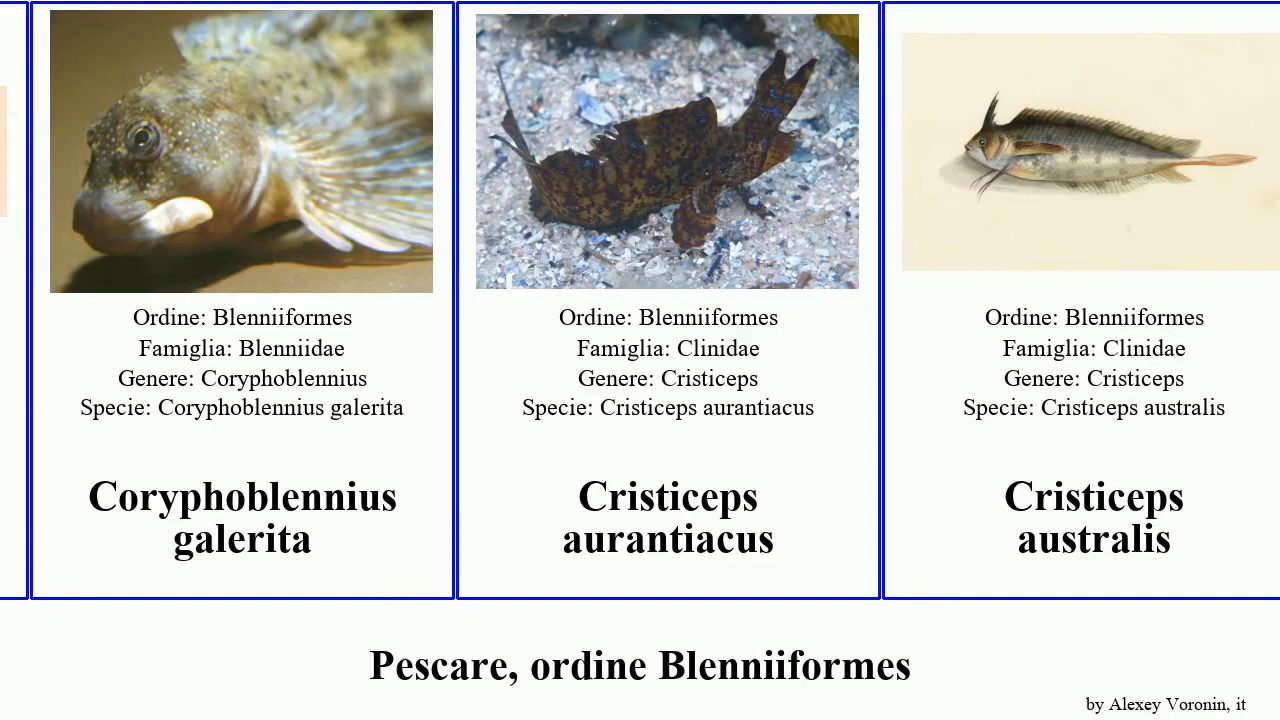 Ordine: Blenniiformes
Famiglia: Blenniidae
Genere: Coryphoblennius
Specie: Coryphoblennius galerita
Coryphoblennius
galerita
Ordine: Blenniiformes
Famiglia: Clinidae
Genere: Cristiceps
Specie: Cristiceps aurantiacus
Cristiceps
aurantiacus
Ordine: Blenniiformes
Famiglia: Clinidae
Genere: Cristiceps
Specie: Cristiceps australis
Cristiceps
australis
Pescare, ordine Blenniiformes
by Alexey Voronin, it